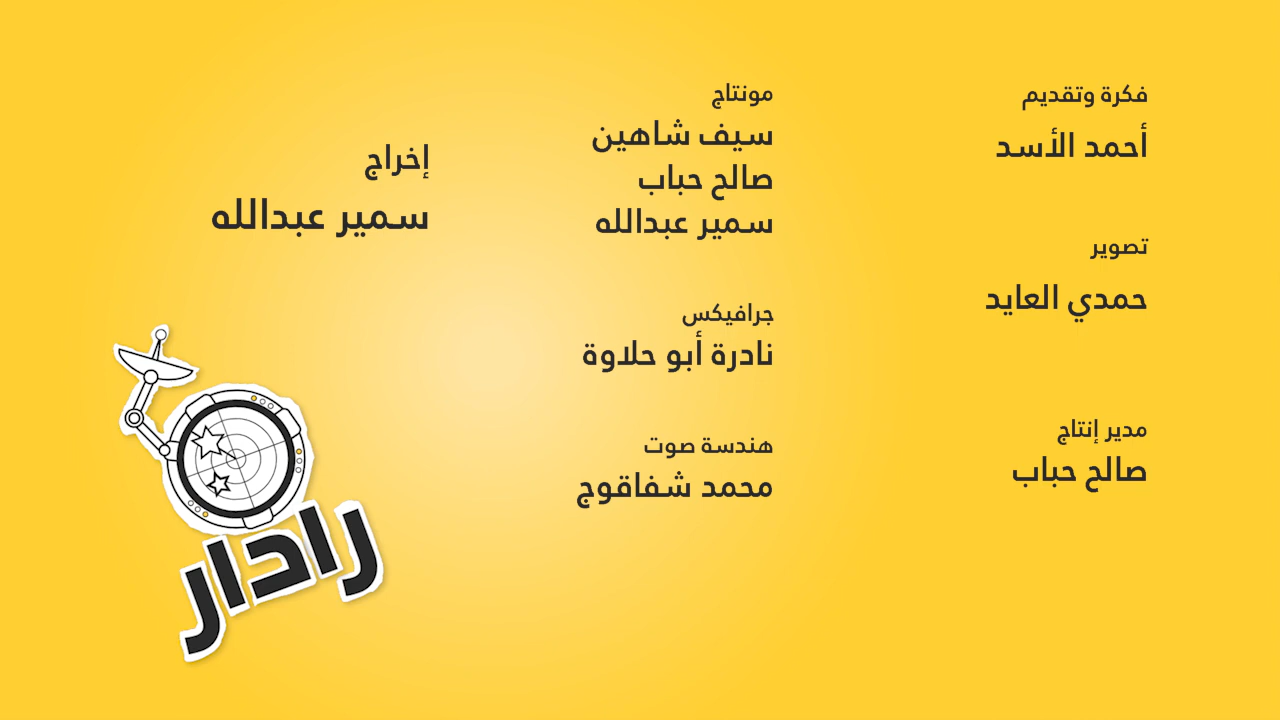 فكرة وتقديم
أحمد الأسد
تصوير
حمدي العايد
مدير إنتاج
صالح حباب
مونتاج
سيف شاهين
صالح حباب
سمير عبدالله
جرافيكس
نادرة أبو حلاوة
هندسة صوت
محمد شفاقوج
إخراج
سمير عبدالله
رادار